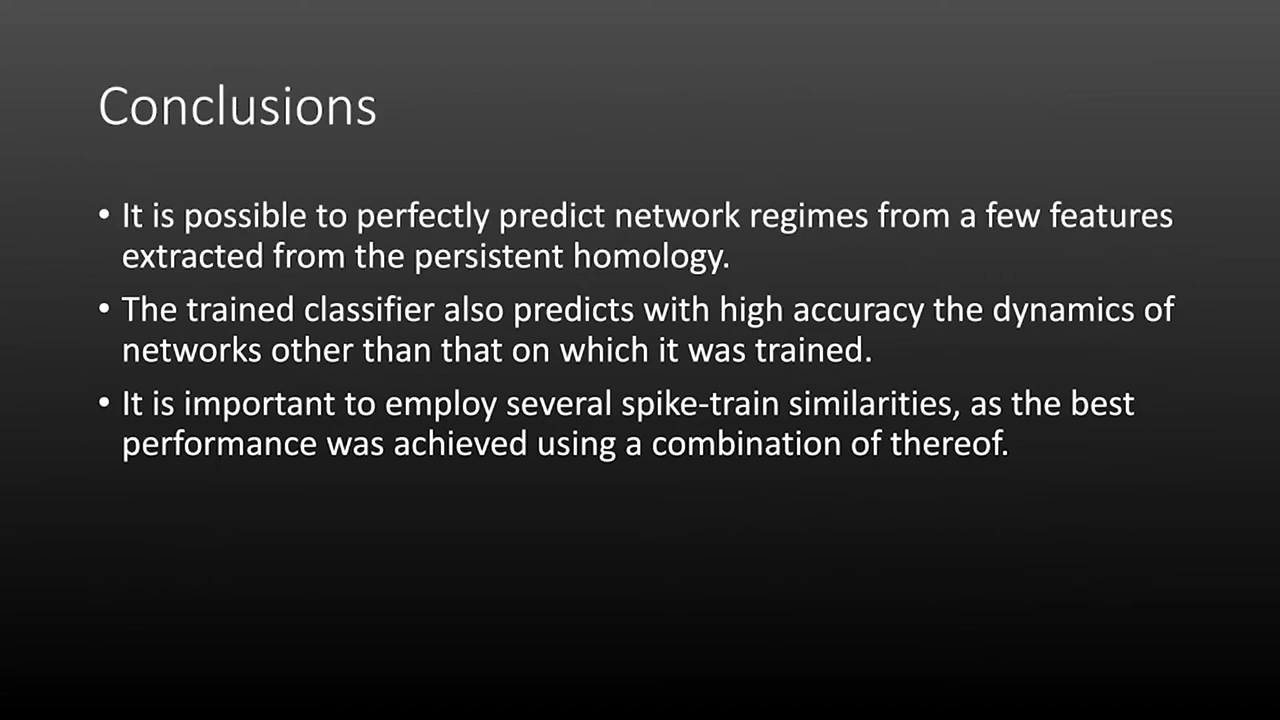 Conclusions
• It is possible to perfectly predict network regimes from a few features
extracted from the persistent homology.
• The trained classifier also predicts with high accuracy the dynamics of
networks other than that on which it was trained.
• It is important to employ several spike-train similarities, as the best
performance was achieved using a combination of thereof.